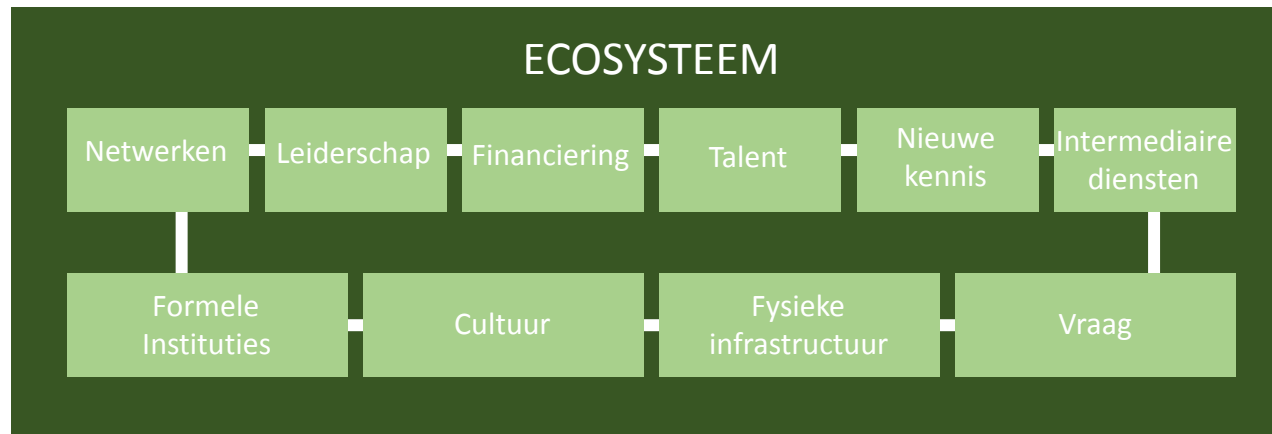 ECOSYSTEEM
Netwerken
Leiderschap
Financiering
Talent
Nieuwe
kennis
Intermediaire
diensten
Formele
Instituties
Cultuur
Fysieke
infrastructuur
Vraag